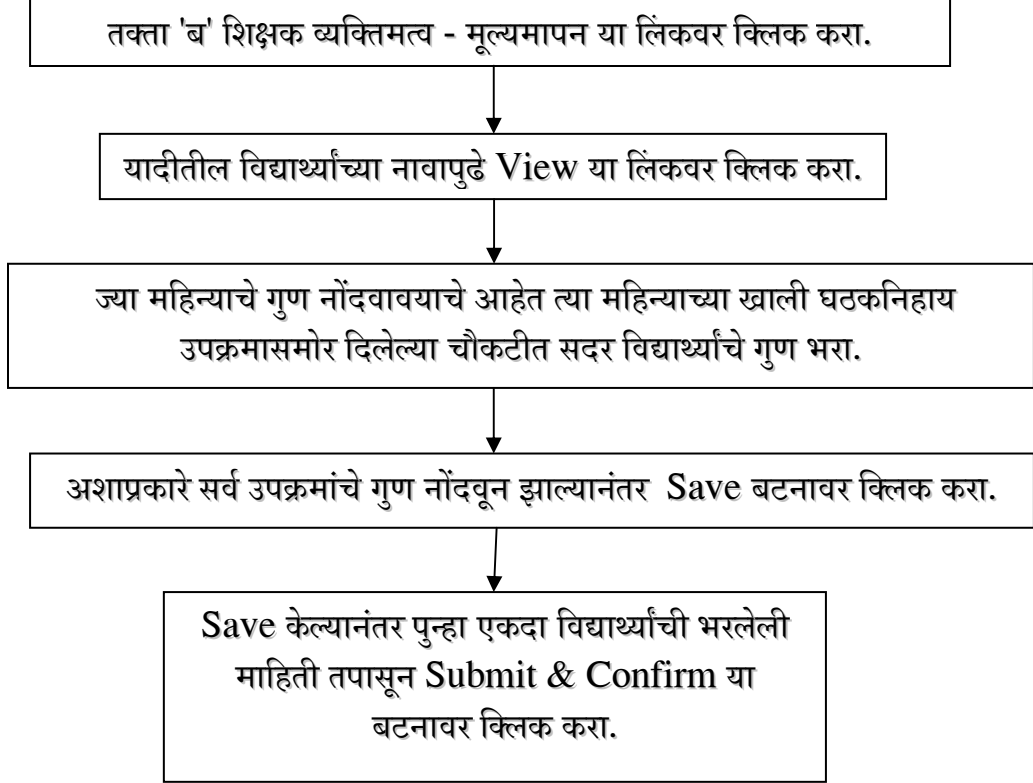 तक्ता 'ब' शिक्षक व्यक्तिमत्व - मूल्यमापन या लिंकवर क्लिक करा.
यादीतील विद्यार्थ्यांच्या नावापुढे View या लिंकवर क्लिक करा.
ज्या महिन्याचे गुण नोंदवावयाचे आहेत त्या महिन्याच्या खाली घठकनिहाय
उपक्रमासमोर दिलेल्या चौकटीत सदर विद्यार्थ्यांचे गुण भरा.
अशाप्रकारे सर्व उपक्रमांचे गुण नोंदवून झाल्यानंतर Save बटनावर क्लिक करा.
Save केल्यानंतर पुन्हा एकदा विद्यार्थ्यांची भरलेली
माहिती तपासून Submit & Confirm या
बटनावर क्लिक करा.